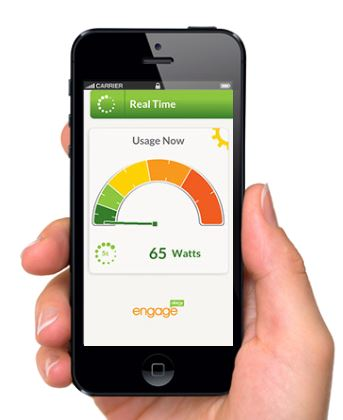 CARRIER
Real Time
Usage Now
5s
65 Watts
engage